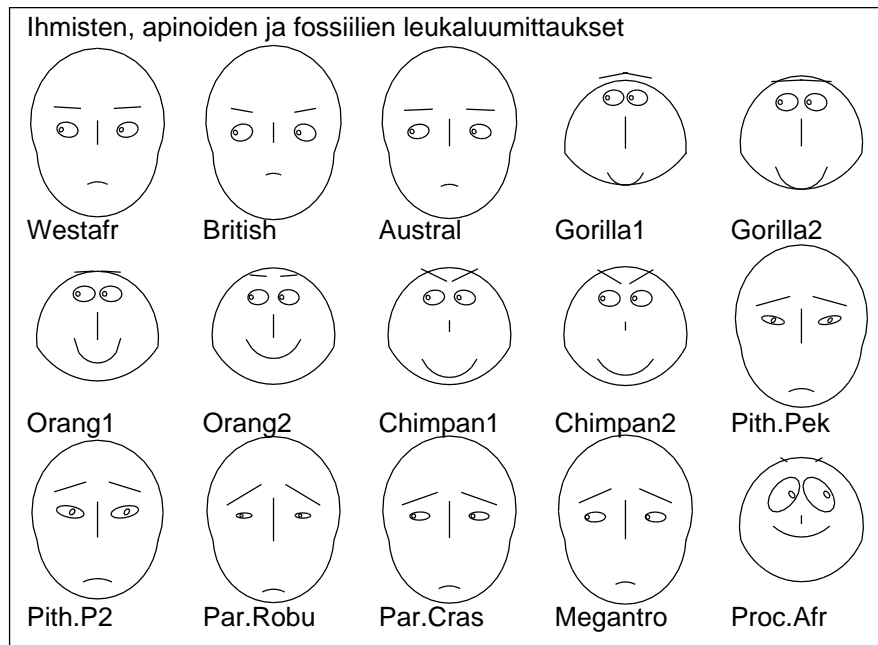 Ihmisten, apinoiden ja fossiilien leukaluumittaukset
Westafr British Austral Gorilla1 Gorilla2
Orang1 Orang2 Chimpan1 Chimpan2 Pith.Pek
Pith.P2 Par.Robu Par.Cras Megantro Proc.Afr